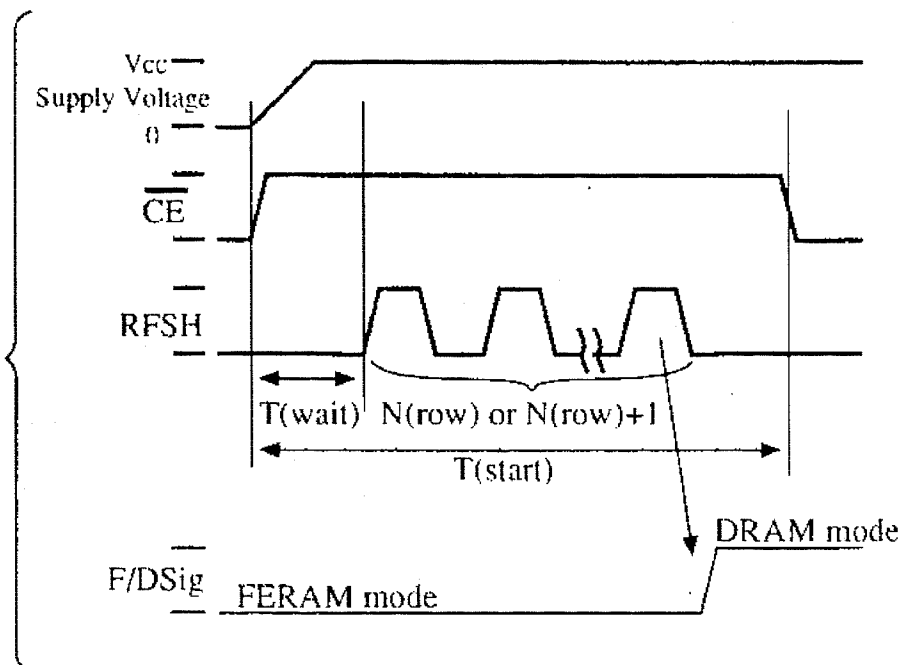 Vcc
Supply Voltage
0
CE
RFSH
T(wait) N(row) or N(row)+1
T(start)
DRAM mode
F/DSig
FERAM mode